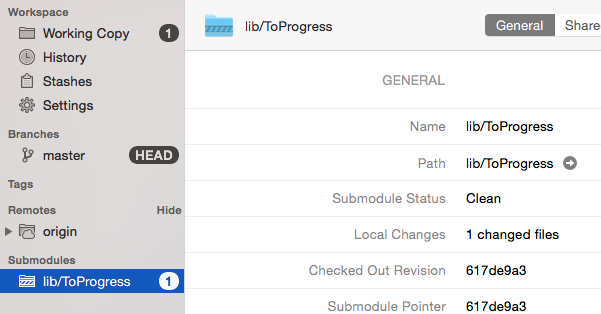 Workspace
Working Copy 1
History
Stashes
Settings
Branches
master HEAD
Tags
Remotes Hide
origin
Submodules
lib/ToProgress 1
lib/ToProgress General Share
GENERAL
Name lib/ToProgress
Path lib/ToProgress
Submodule Status Clean
Local Changes 1 changed files
Checked Out Revision 617de9a3
Submodule Pointer 617de9a3